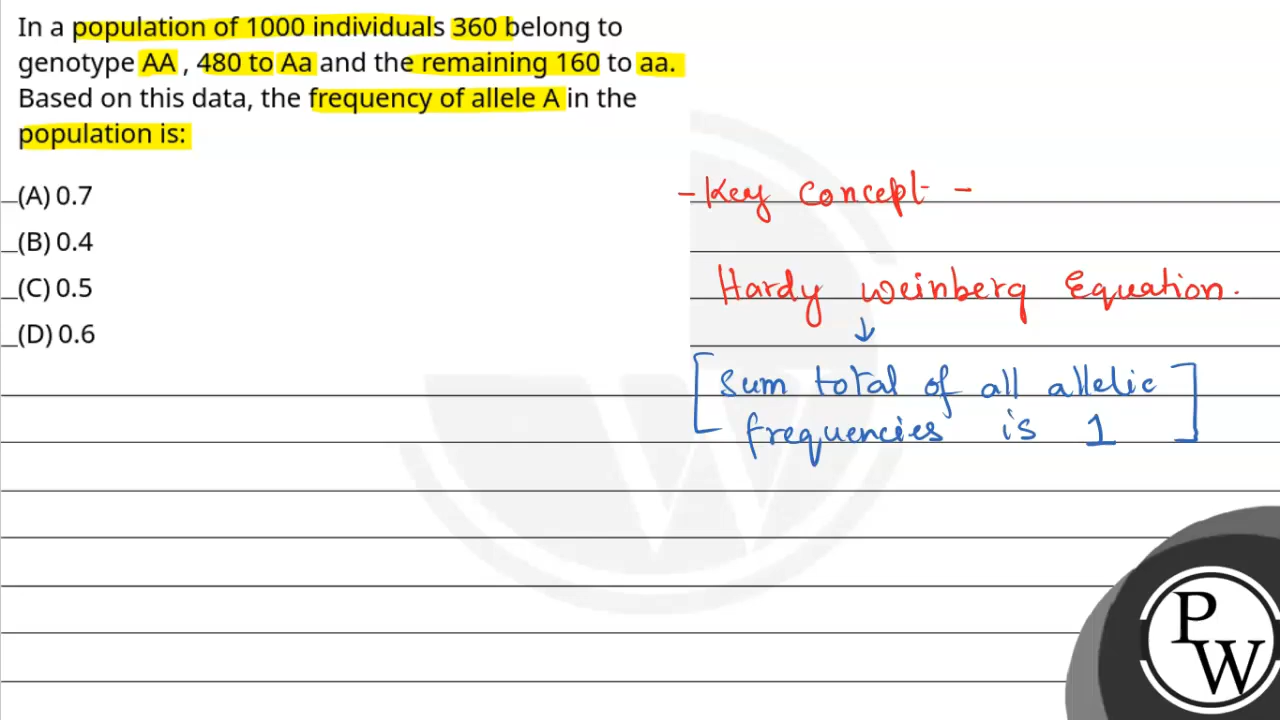 In a population of 1000 individuals 360 belong to
genotype AA , 480 to Aa and the remaining 160 to aa.
Based on this data, the frequency of allele A in the
population is:
(A) 0.7
(B) 0.4
(C) 0.5
(D) 0.6
- Key Concept -
Hardy Weinberg Equation.
↓
[Sum total of all allelic
frequencies is 1]
PW